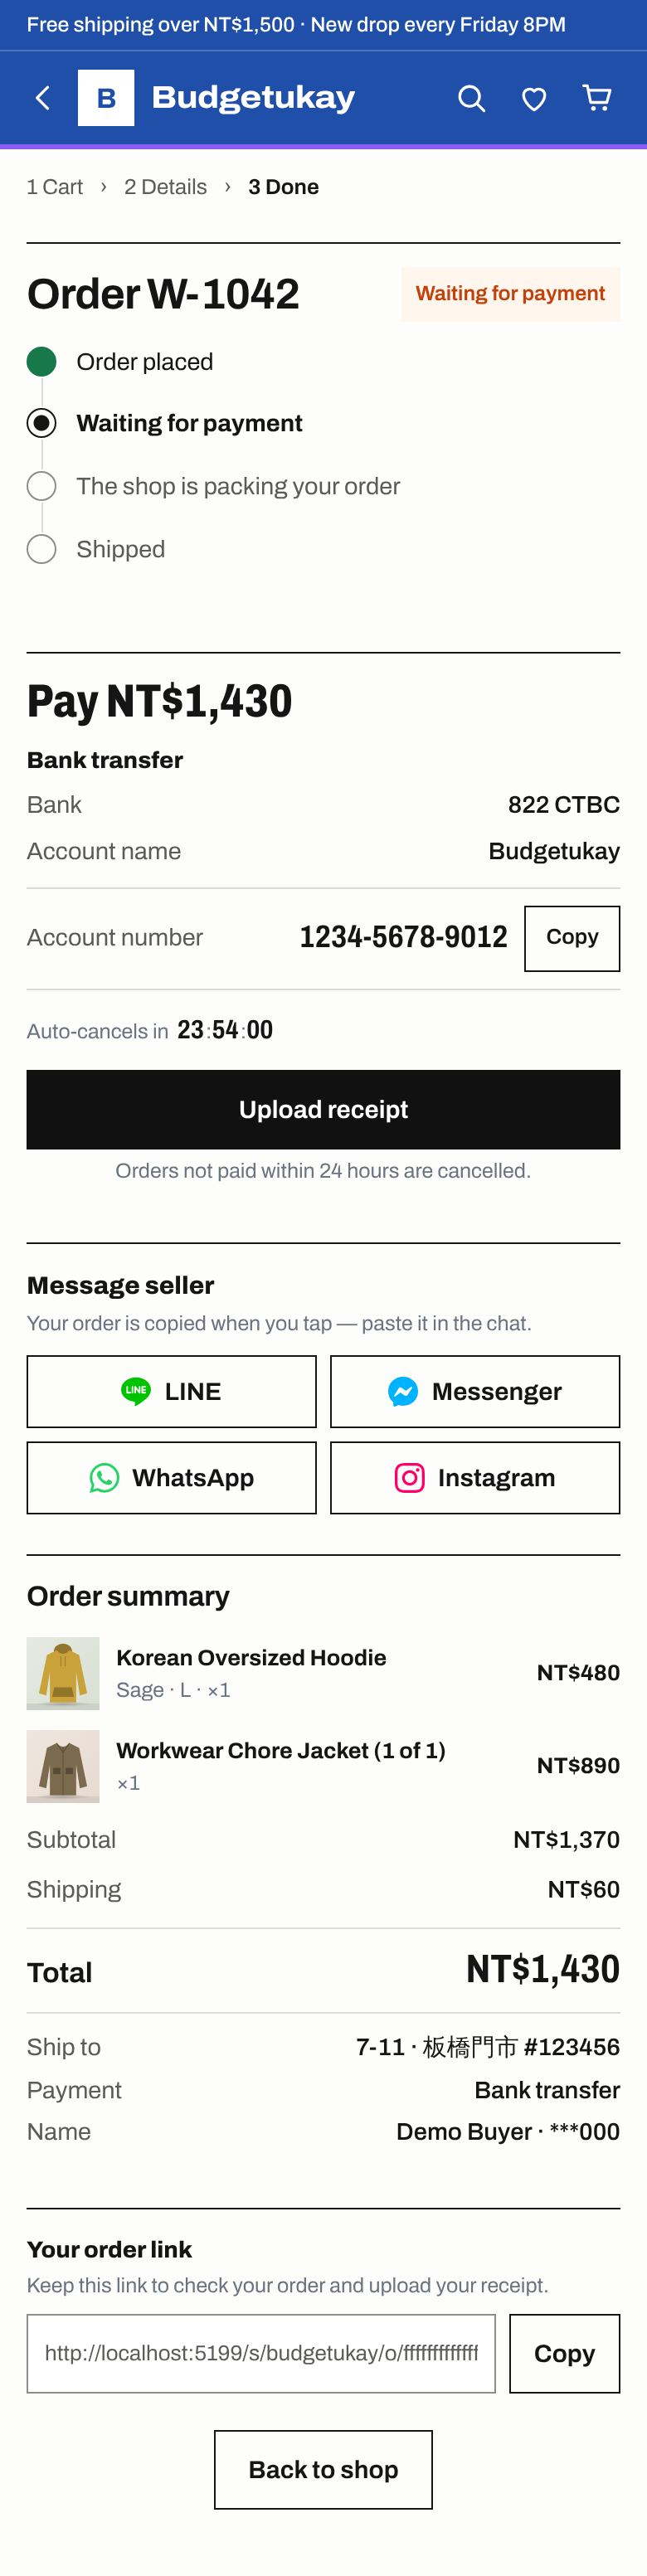 Free shipping over NT$1,500 · New drop every Friday 8PM
B Budgetukay
1 Cart › 2 Details › 3 Done
Order W-1042
Waiting for payment
Order placed
Waiting for payment
The shop is packing your order
Shipped
Pay NT$1,430
Bank transfer
Bank 822 CTBC
Account name Budgetukay
Account number 1234-5678-9012 Copy
Auto-cancels in 23:54:00
Upload receipt
Orders not paid within 24 hours are cancelled.
Message seller
Your order is copied when you tap — paste it in the chat.
LINE LINE
Messenger
WhatsApp
Instagram
Order summary
Korean Oversized Hoodie NT$480
Sage · L · ×1
Workwear Chore Jacket (1 of 1) NT$890
×1
Subtotal NT$1,370
Shipping NT$60
Total NT$1,430
Ship to 7-11 · 板橋門市 #123456
Payment Bank transfer
Name Demo Buyer · ***000
Your order link
Keep this link to check your order and upload your receipt.
http://localhost:5199/s/budgetukay/o/fffffffffffff Copy
Back to shop